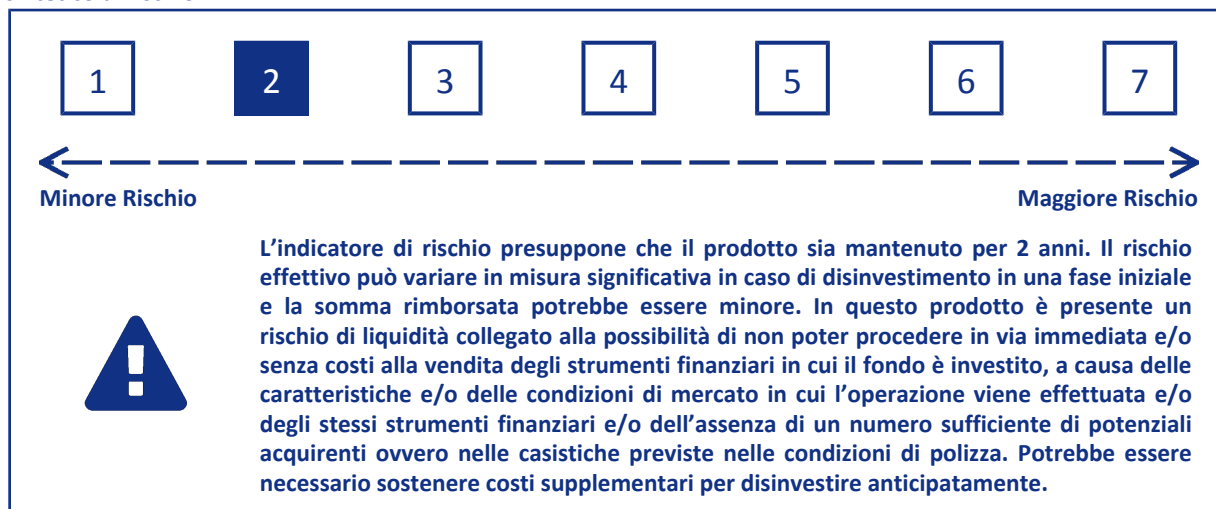 1 2 3 4 5 6 7
Minore Rischio Maggiore Rischio
L’indicatore di rischio presuppone che il prodotto sia mantenuto per 2 anni. Il rischio
effettivo può variare in misura significativa in caso di disinvestimento in una fase iniziale
e la somma rimborsata potrebbe essere minore. In questo prodotto è presente un
rischio di liquidità collegato alla possibilità di non poter procedere in via immediata e/o
senza costi alla vendita degli strumenti finanziari in cui il fondo è investito, a causa delle
caratteristiche e/o delle condizioni di mercato in cui l’operazione viene effettuata e/o
degli stessi strumenti finanziari e/o dell’assenza di un numero sufficiente di potenziali
acquirenti ovvero nelle casistiche previste nelle condizioni di polizza. Potrebbe essere
necessario sostenere costi supplementari per disinvestire anticipatamente.